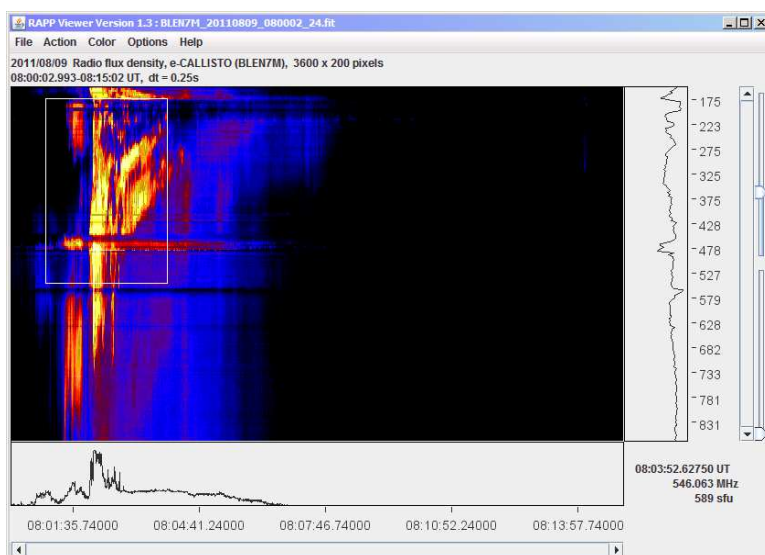 RAPP Viewer Version 1.3 : BLEN7M_20110809_080002_24.fit
File Action Color Options Help
2011/08/09 Radio flux density, e-CALLISTO (BLEN7M), 3600 x 200 pixels
08:00:02.993-08:15:02 UT, dt = 0.25s
175
223
275
325
375
428
478
527
579
628
682
733
781
831
08:03:52.62750 UT
546.063 MHz
589 sfu
08:01:35.74000 08:04:41.24000 08:07:46.74000 08:10:52.24000 08:13:57.74000